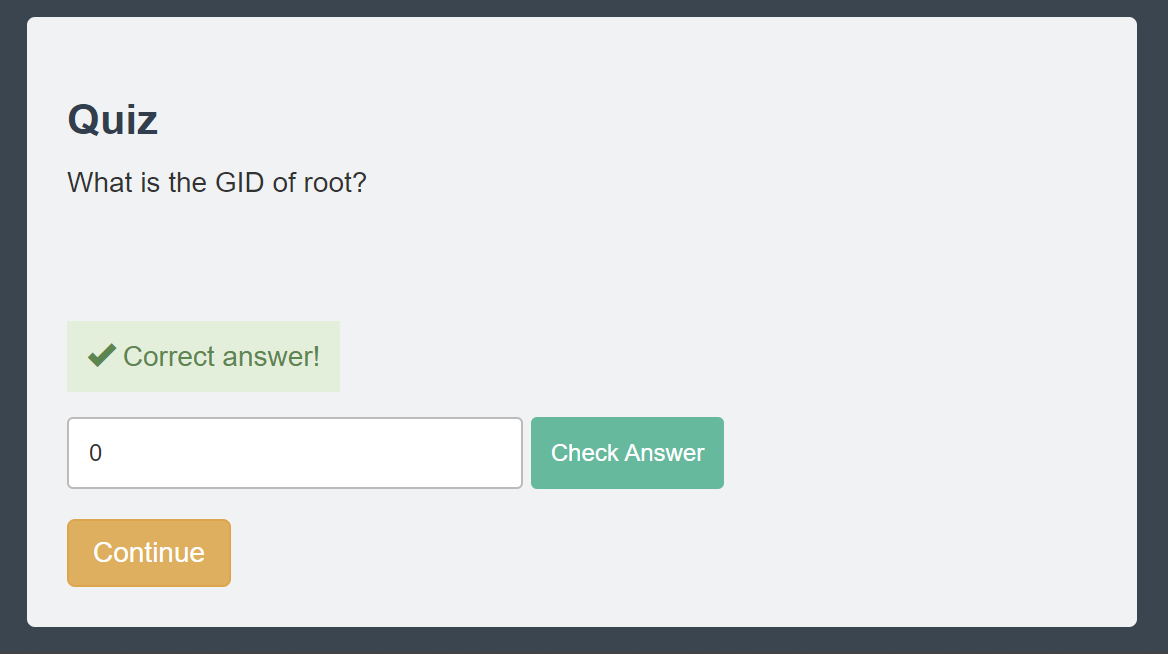 Quiz
What is the GID of root?
Correct answer!
0
Check Answer
Continue